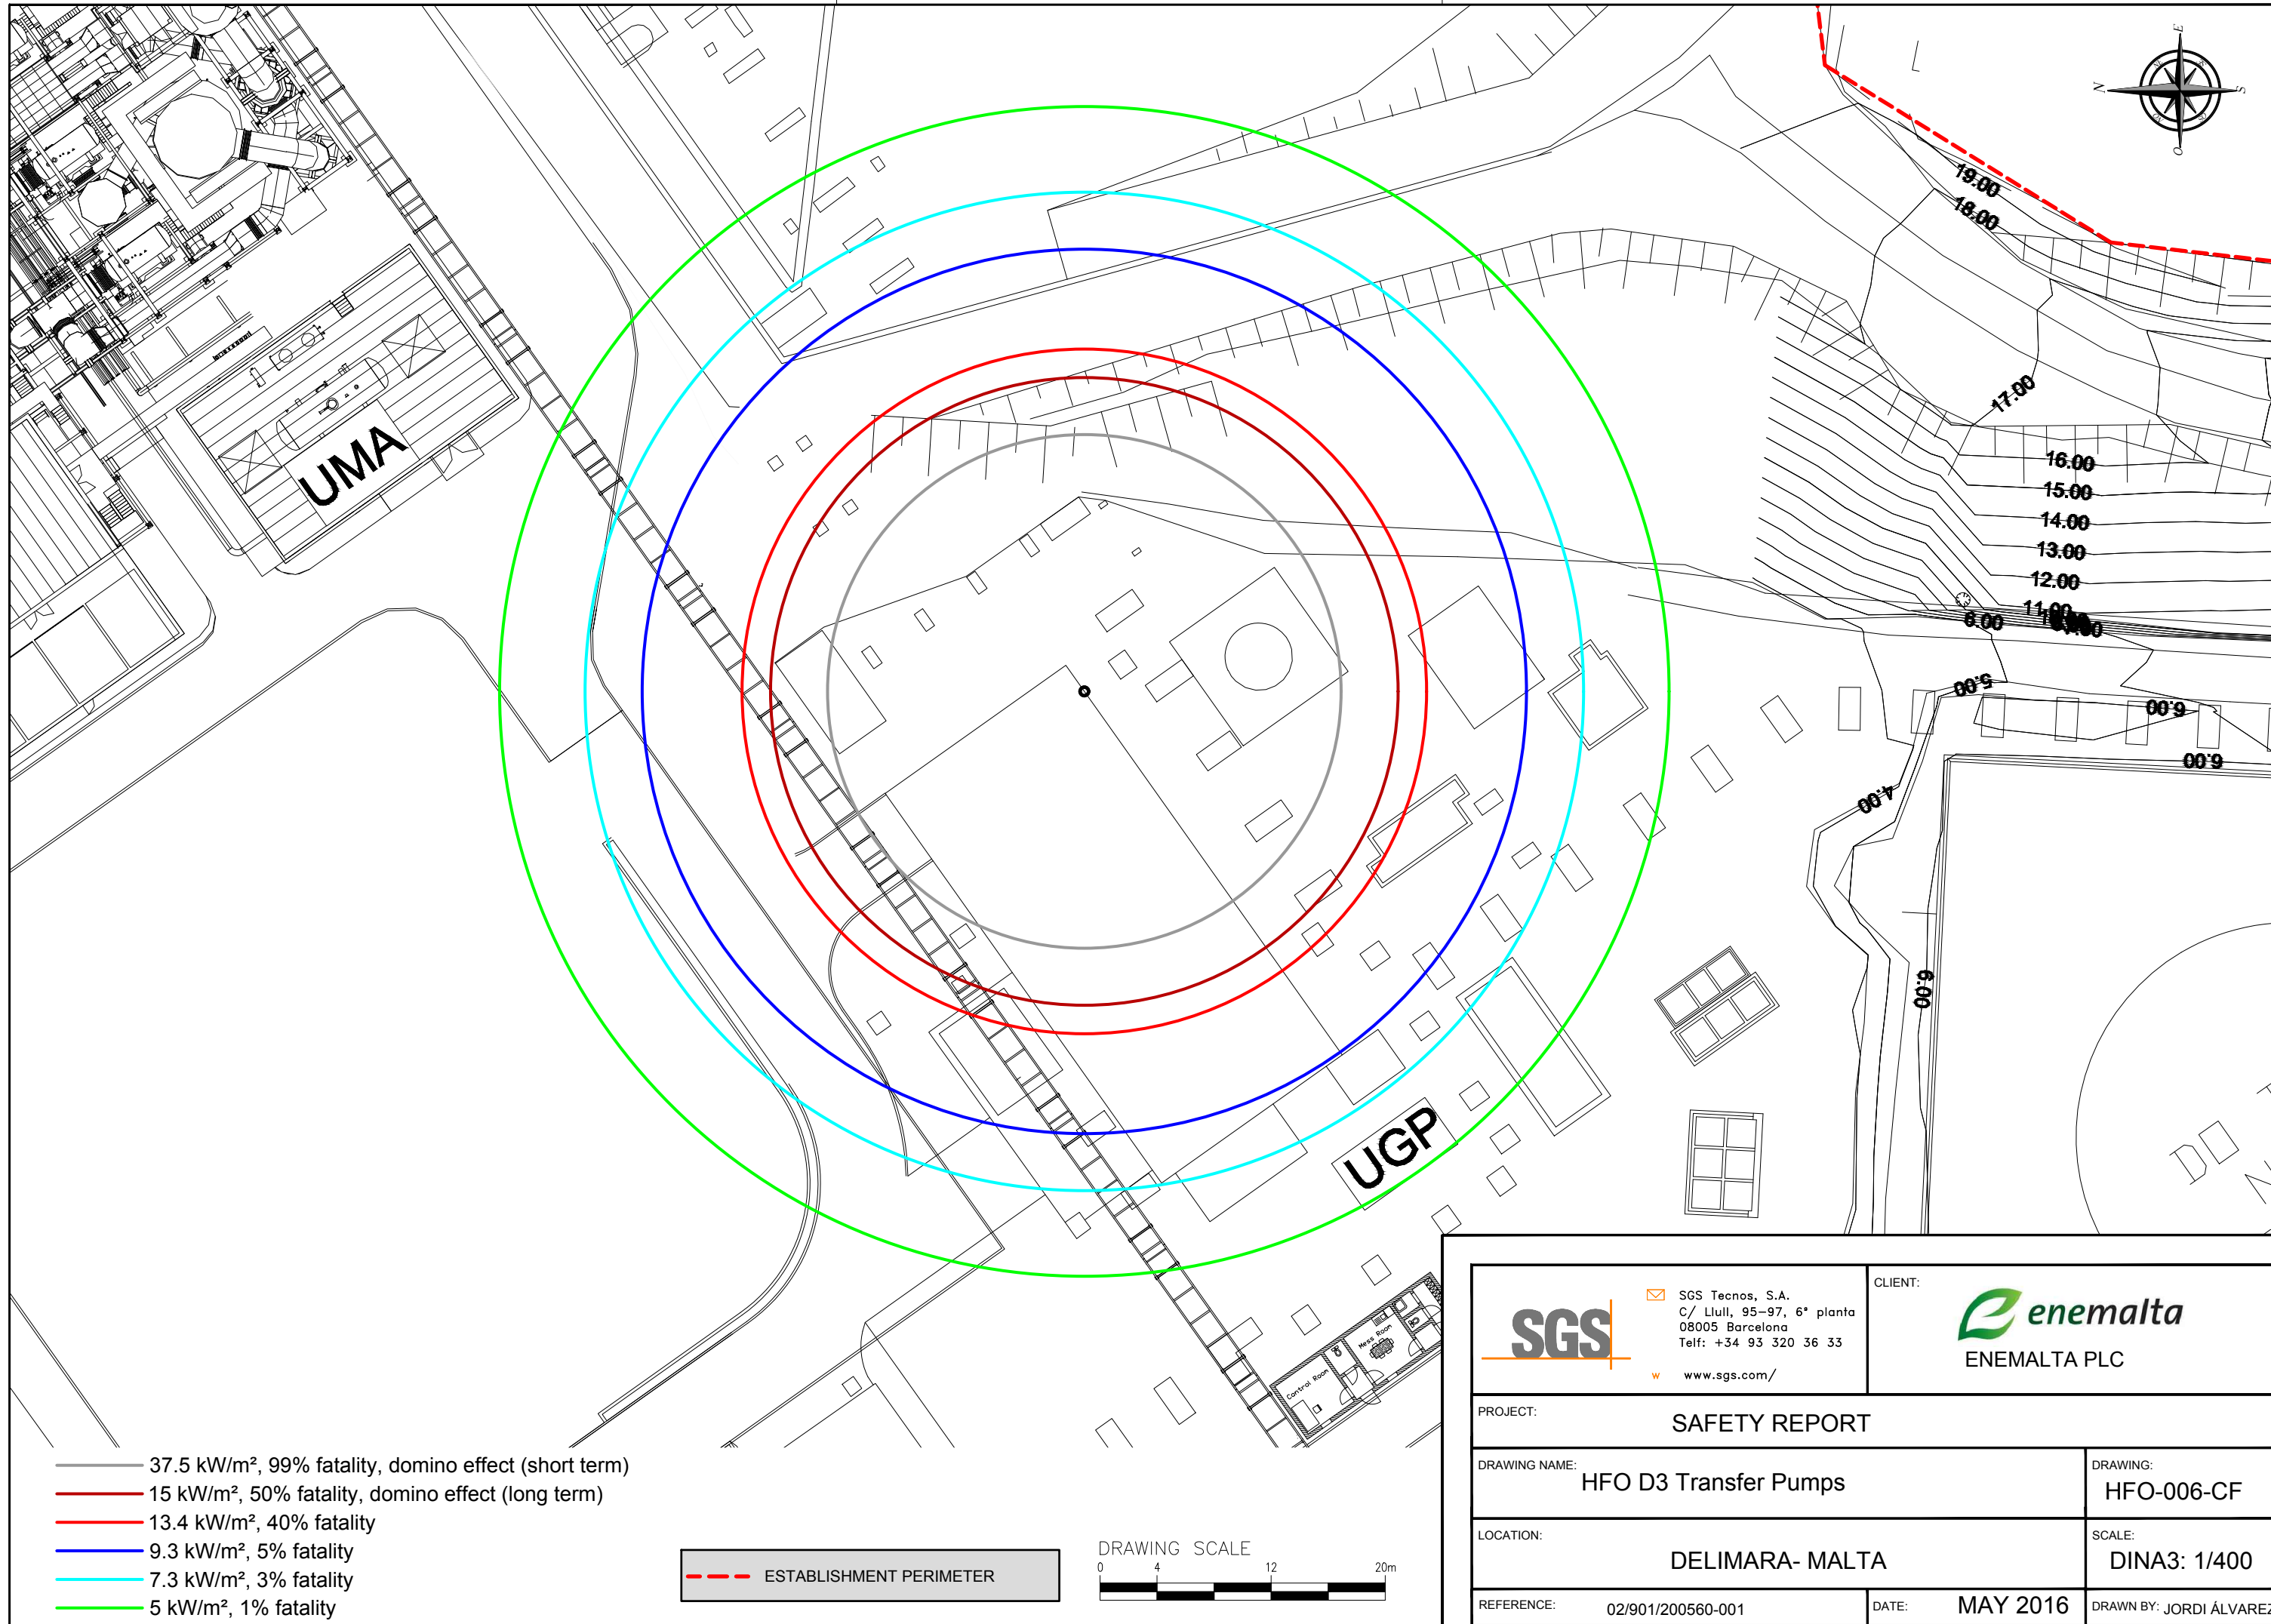 E
N
S
O
19.00
18.00
17.00
16.00
15.00
14.00
13.00
12.00
11.00
6.00
5.00
6.00
6.00
4.00
6.00
UMA
UGP
Control Room
Mess Room
37.5 kW/m², 99% fatality, domino effect (short term)
15 kW/m², 50% fatality, domino effect (long term)
13.4 kW/m², 40% fatality
9.3 kW/m², 5% fatality
7.3 kW/m², 3% fatality
5 kW/m², 1% fatality
ESTABLISHMENT PERIMETER
DRAWING SCALE
0 4 12 20m
SGS
SGS Tecnos, S.A.
C/ Llull, 95-97, 6ª planta
08005 Barcelona
Telf: +34 93 320 36 33
w www.sgs.com/
CLIENT:
enemalta
ENEMALTA PLC
PROJECT:
SAFETY REPORT
DRAWING NAME:
HFO D3 Transfer Pumps
DRAWING:
HFO-006-CF
LOCATION:
DELIMARA- MALTA
SCALE:
DINA3: 1/400
REFERENCE: 02/901/200560-001
DATE: MAY 2016
DRAWN BY: JORDI ÁLVAREZ